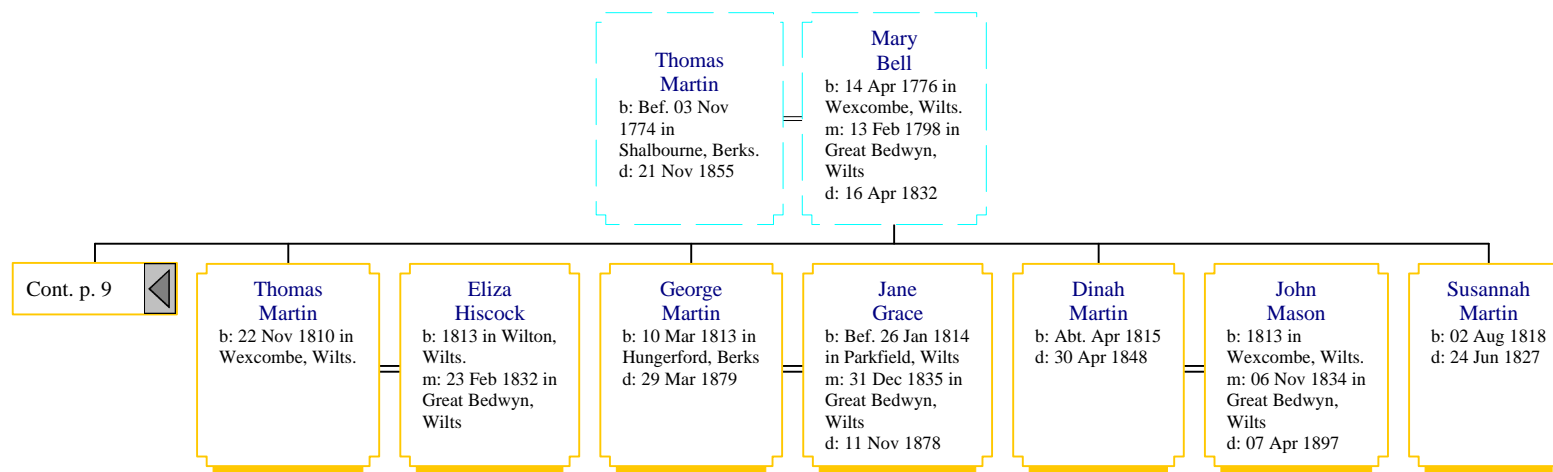 Thomas
Martin
b: Bef. 03 Nov
1774 in
Shalbourne, Berks.
d: 21 Nov 1855
Mary
Bell
b: 14 Apr 1776 in
Wexcombe, Wilts.
m: 13 Feb 1798 in
Great Bedwyn,
Wilts
d: 16 Apr 1832
Cont. p. 9
Thomas
Martin
b: 22 Nov 1810 in
Wexcombe, Wilts.
Eliza
Hiscock
b: 1813 in Wilton,
Wilts.
m: 23 Feb 1832 in
Great Bedwyn,
Wilts
George
Martin
b: 10 Mar 1813 in
Hungerford, Berks
d: 29 Mar 1879
Jane
Grace
b: Bef. 26 Jan 1814
in Parkfield, Wilts
m: 31 Dec 1835 in
Great Bedwyn,
Wilts
d: 11 Nov 1878
Dinah
Martin
b: Abt. Apr 1815
d: 30 Apr 1848
John
Mason
b: 1813 in
Wexcombe, Wilts.
m: 06 Nov 1834 in
Great Bedwyn,
Wilts
d: 07 Apr 1897
Susannah
Martin
b: 02 Aug 1818
d: 24 Jun 1827